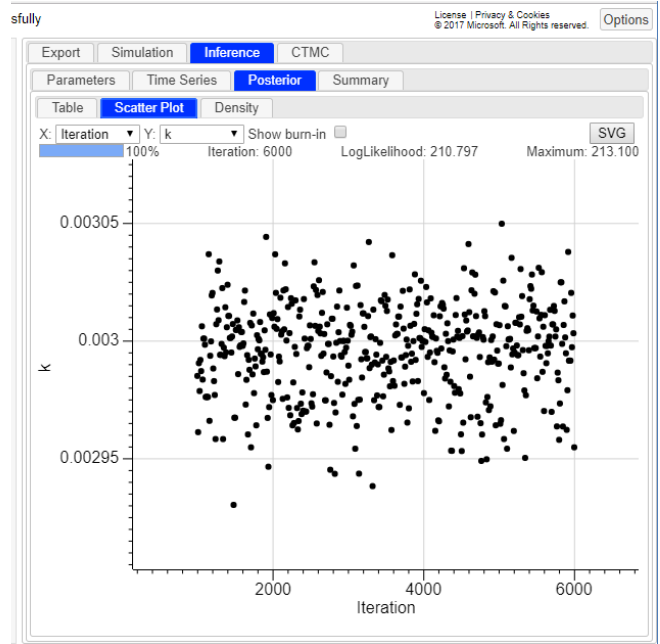 sfully
License | Privacy & Cookies
© 2017 Microsoft. All Rights reserved.
Options
Export Simulation Inference CTMC
Parameters Time Series Posterior Summary
Table Scatter Plot Density
X: Iteration Y: k Show burn-in SVG
100% Iteration: 6000 LogLikelihood: 210.797 Maximum: 213.100
0.00305
0.003
k
0.00295
2000 4000 6000
Iteration